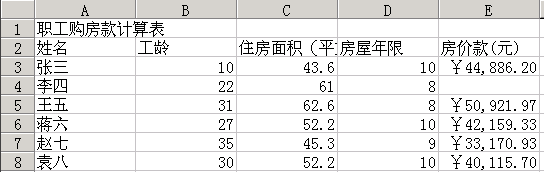 A B C D E
1 职工购房款计算表
2 姓名 工龄 住房面积（平 房屋年限 房价款(元)
3 张三 10 43.6 10 ￥44,886.20
4 李四 22 61 8
5 王五 31 62.6 8 ￥50,921.97
6 蒋六 27 52.2 10 ￥42,159.33
7 赵七 35 45.3 9 ￥33,170.93
8 袁八 30 52.2 10 ￥40,115.70